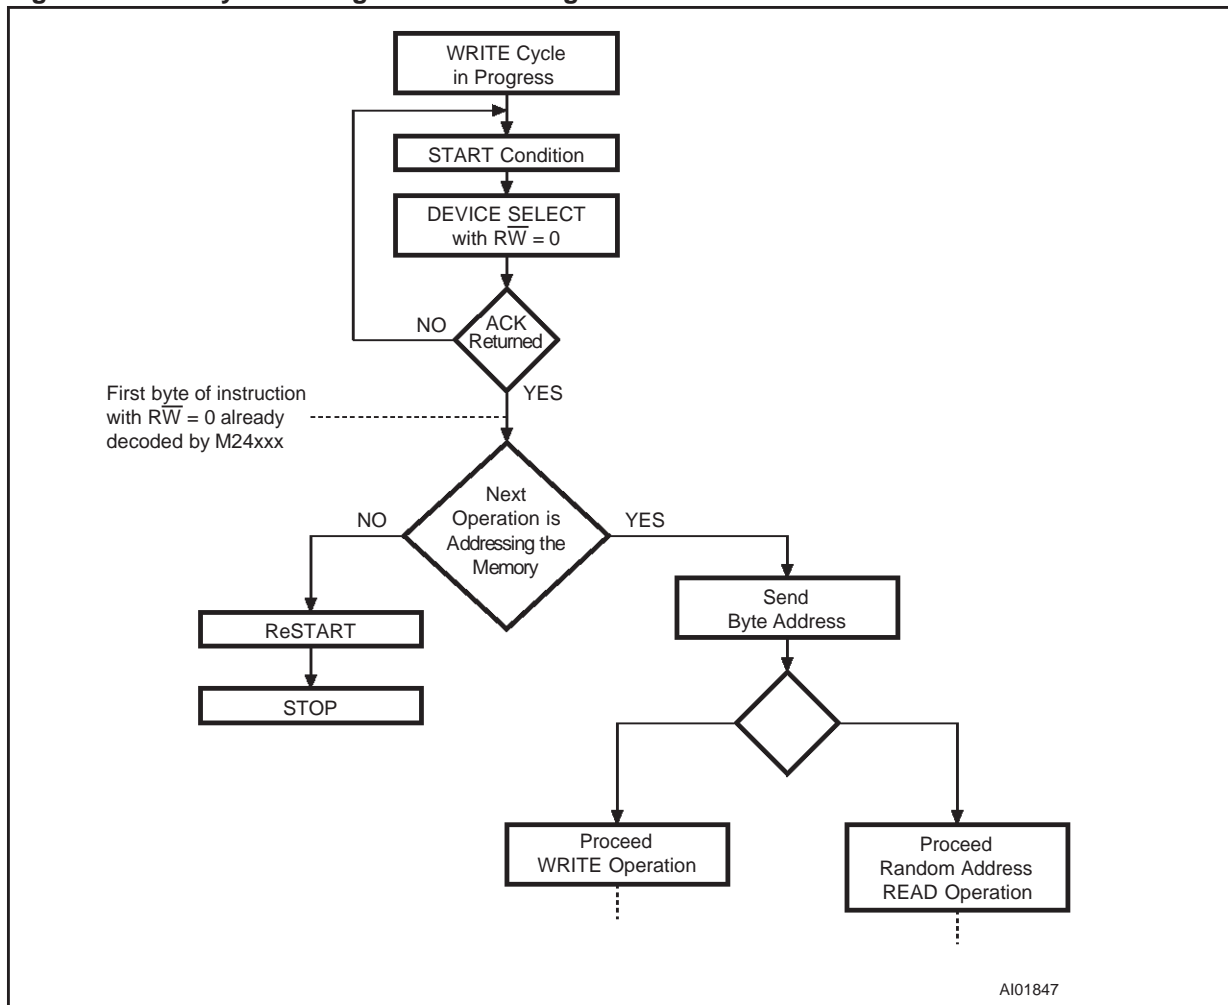 WRITE Cycle
in Progress
START Condition
DEVICE SELECT
with RW̅ = 0
ACK
Returned
NO
YES
First byte of instruction
with RW̅ = 0 already
decoded by M24xxx
Next
Operation is
Addressing the
Memory
NO
YES
ReSTART
STOP
Send
Byte Address
Proceed
WRITE Operation
Proceed
Random Address
READ Operation
AI01847